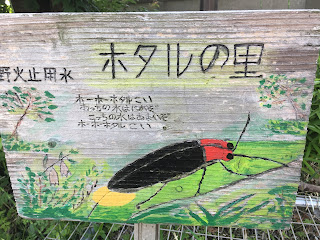 ホタルの里
野火止用水
ホーホーホタルこい
あっちの水はにがいぞ
こっちの水はあまいぞ
ホーホーホタルこい。